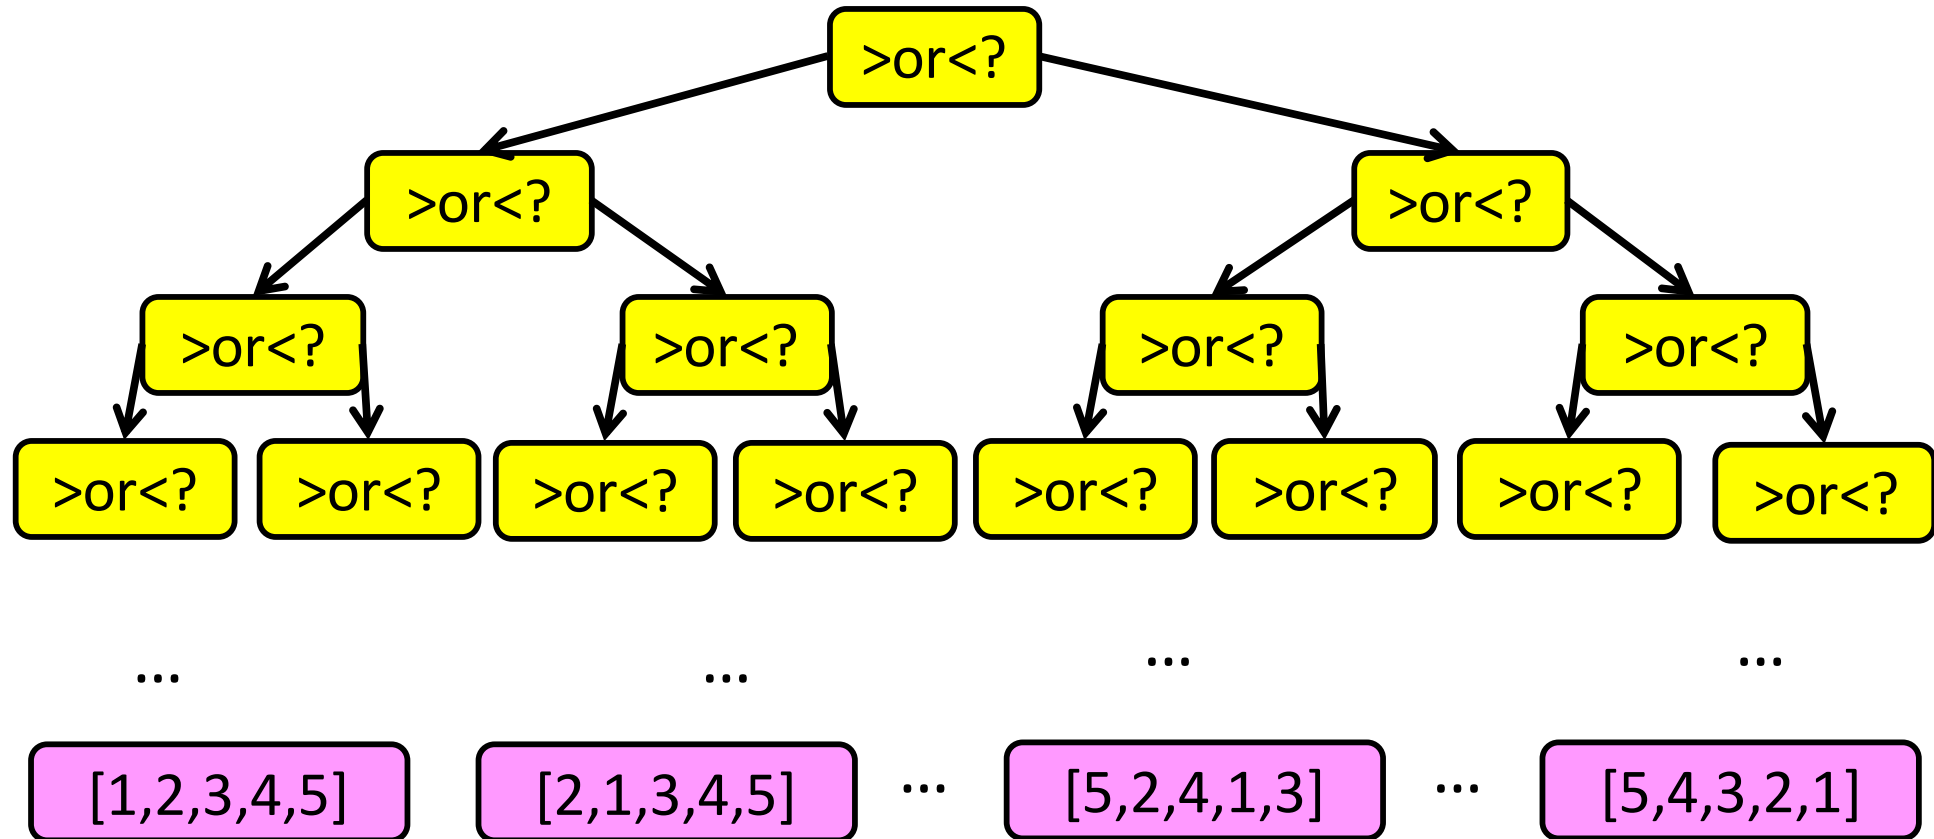 >or<?
>or<? >or<?
>or<? >or<? >or<? >or<?
>or<? >or<? >or<? >or<? >or<? >or<? >or<? >or<?
... ... ... ...
[1,2,3,4,5] [2,1,3,4,5] ... [5,2,4,1,3] ... [5,4,3,2,1]